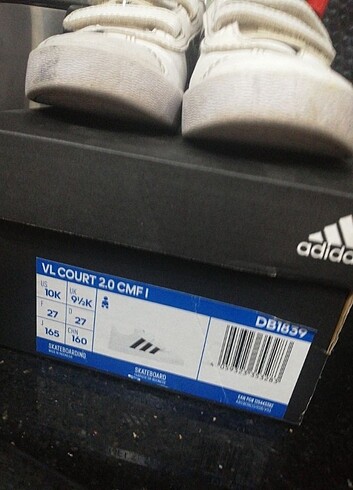 adidas
VL COURT 2.0 CMF I
DB1839
US
10K
UK
9½K
F
27
D
27
J
165
CHN
160
SKATEBOARDING
SKATEBOARD